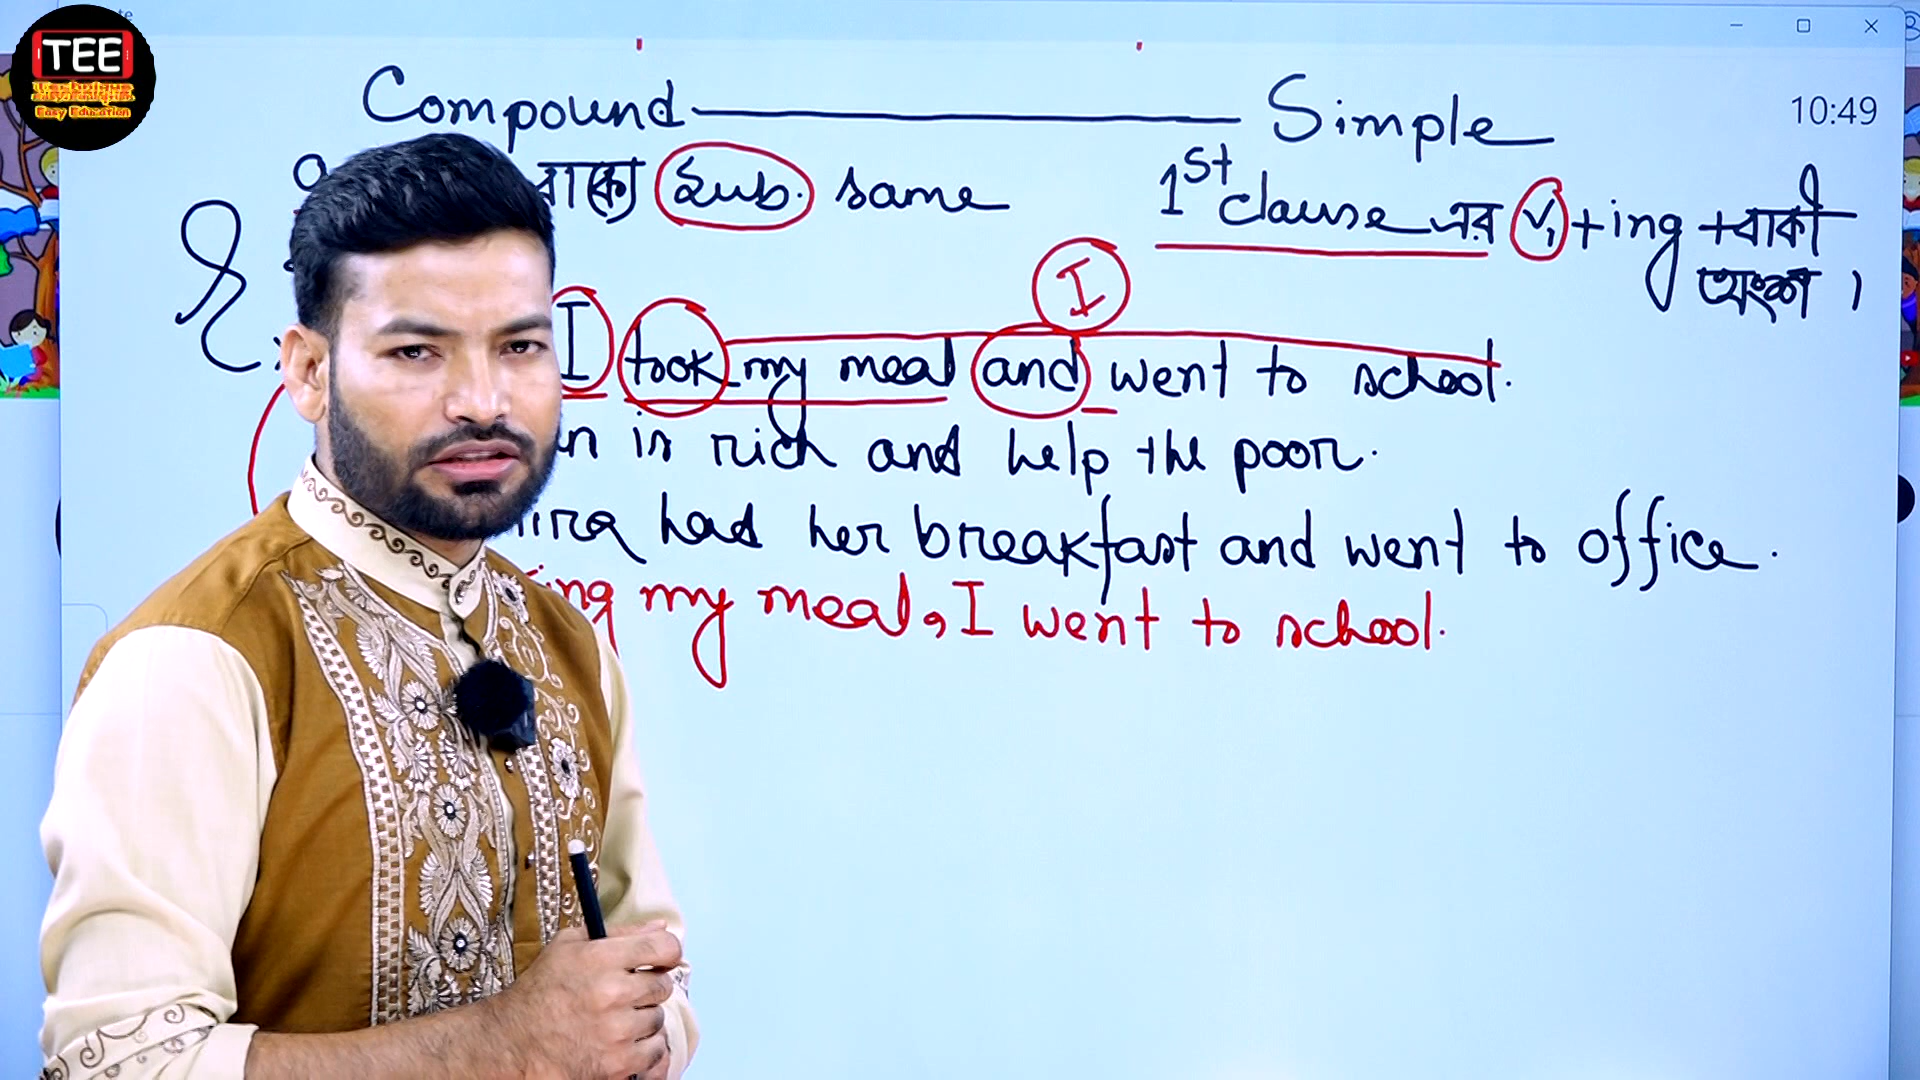 TEE
Easy Education
Compound Simple
10:49
বাক্যে Sub. same
1st clause এর V1 + ing + বাকী
অংশ ।
I
I took my meal and went to school.
in rich and help the poor.
had her breakfast and went to office.
ing my meal, I went to school.